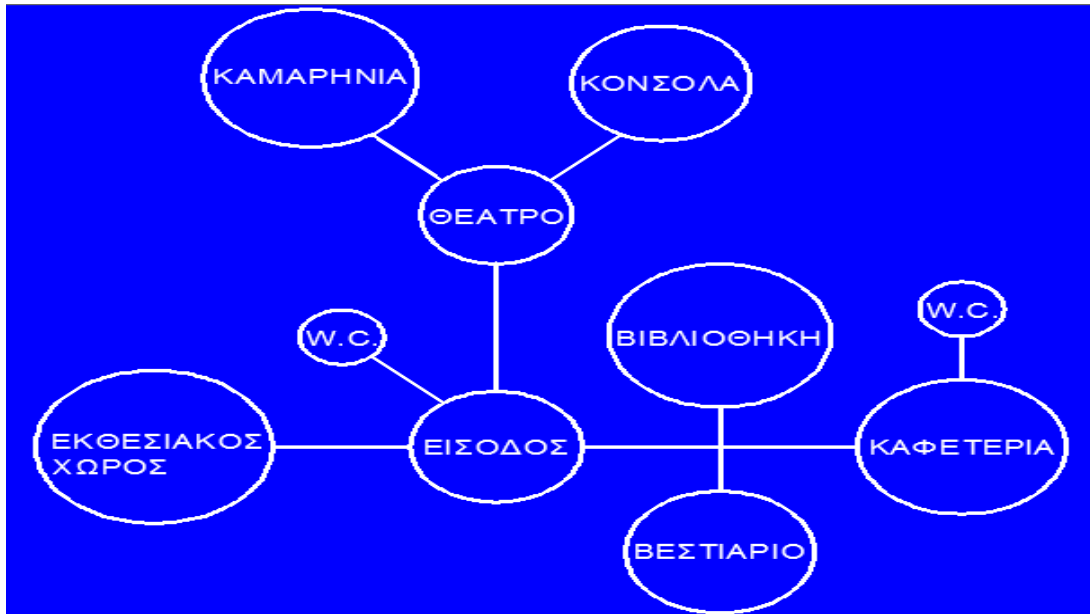 ΚΑΜΑΡΗΝΙΑ
ΚΟΝΣΟΛΑ
ΘΕΑΤΡΟ
W.C.
ΒΙΒΛΙΟΘΗΚΗ
W.C.
ΕΚΘΕΣΙΑΚΟΣ
ΧΩΡΟΣ
ΕΙΣΟΔΟΣ
ΚΑΦΕΤΕΡΙΑ
ΒΕΣΤΙΑΡΙΟ